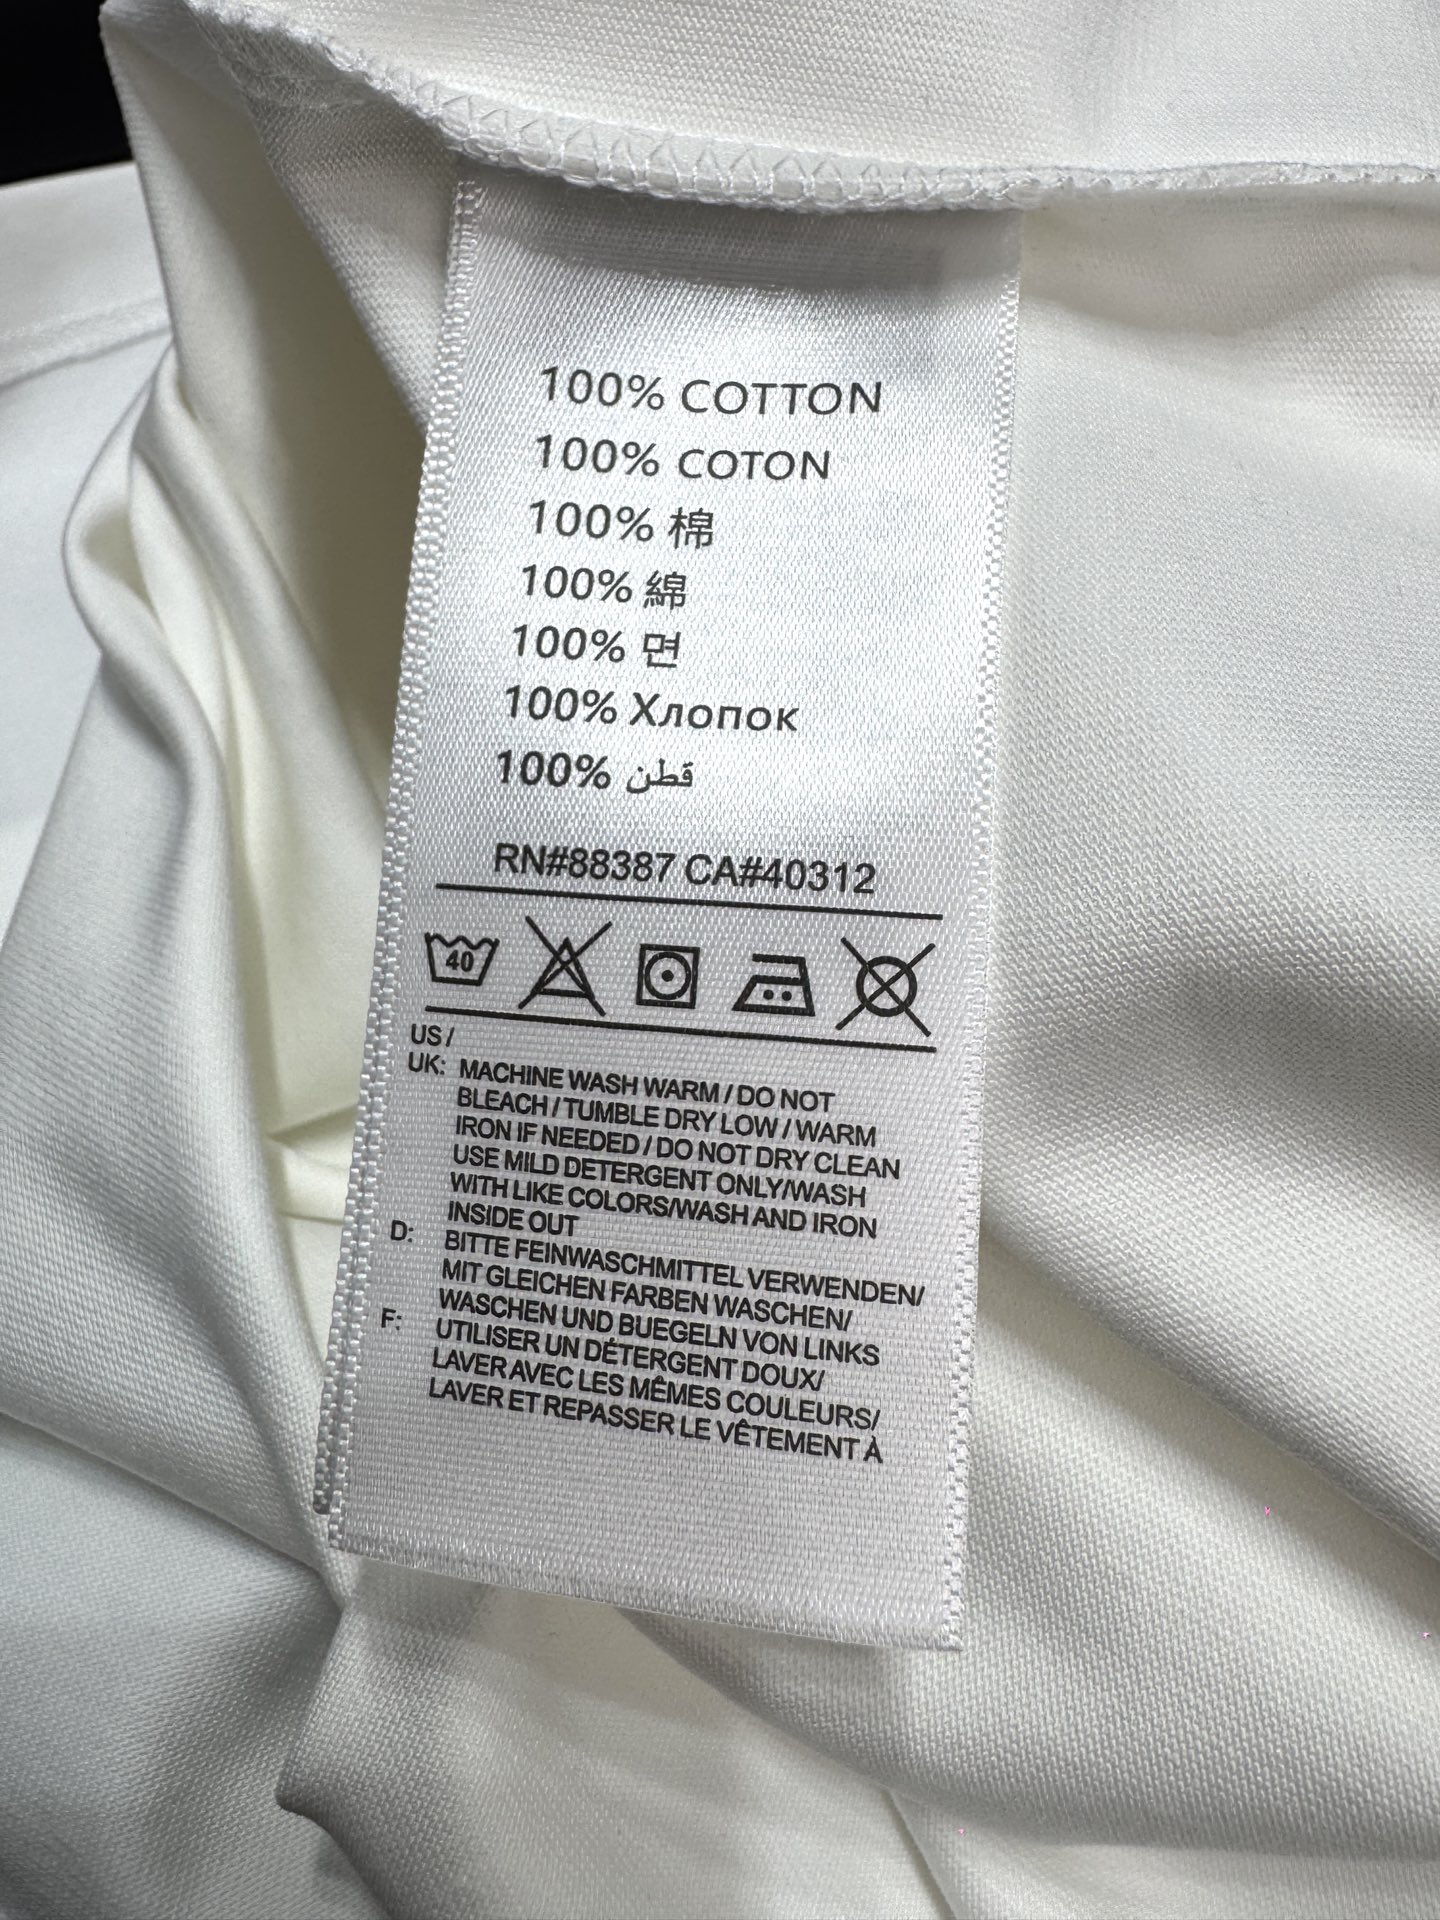 100% COTTON
100% COTON
100% 棉
100% 綿
100% 면
100% Хлопок
100% قطن
RN#88387 CA#40312
40
US /
UK: MACHINE WASH WARM / DO NOT
BLEACH / TUMBLE DRY LOW / WARM
IRON IF NEEDED / DO NOT DRY CLEAN
USE MILD DETERGENT ONLY/WASH
WITH LIKE COLORS/WASH AND IRON
INSIDE OUT
D: BITTE FEINWASCHMITTEL VERWENDEN/
MIT GLEICHEN FARBEN WASCHEN/
WASCHEN UND BUEGELN VON LINKS
F: UTILISER UN DÉTERGENT DOUX/
LAVER AVEC LES MÊMES COULEURS/
LAVER ET REPASSER LE VÊTEMENT À